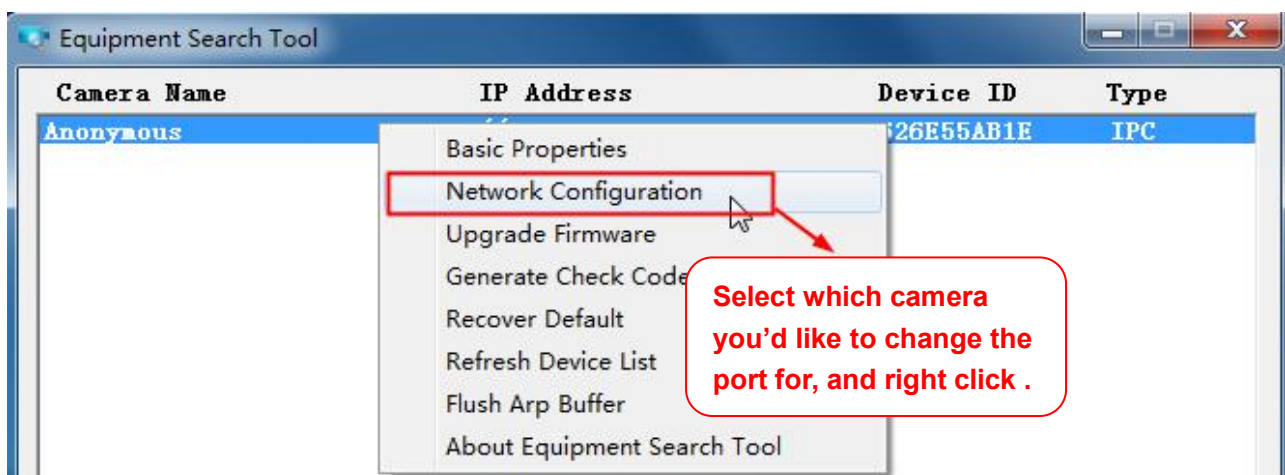 Equipment Search Tool
Camera Name IP Address Device ID Type
Anonymous 626E55AB1E IPC
Basic Properties
Network Configuration
Upgrade Firmware
Generate Check Code
Recover Default
Refresh Device List
Flush Arp Buffer
About Equipment Search Tool
Select which camera
you’d like to change the
port for, and right click .